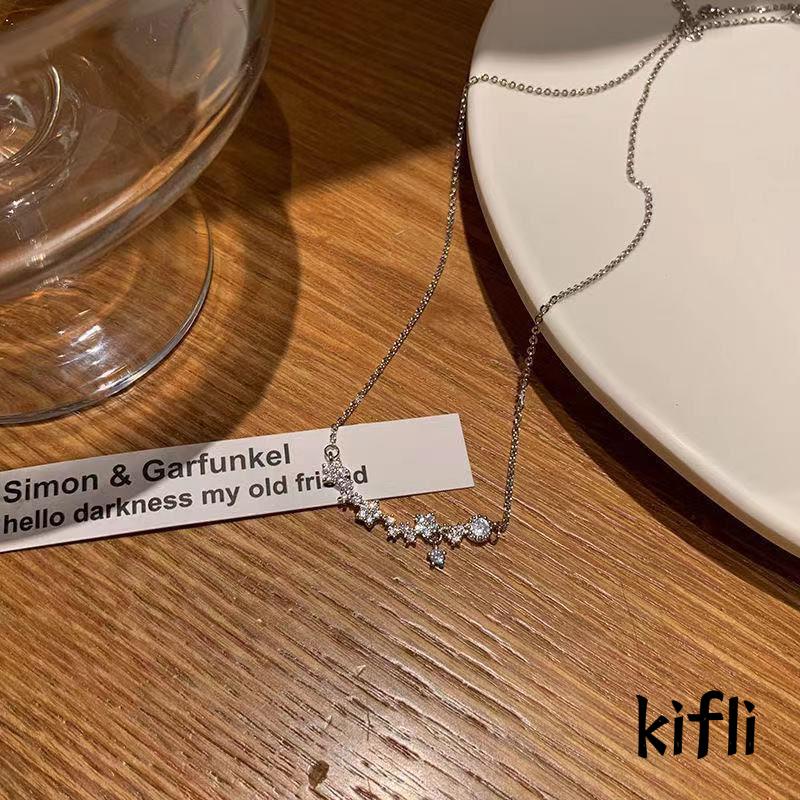 Simon & Garfunkel
hello darkness my old friend
kifli